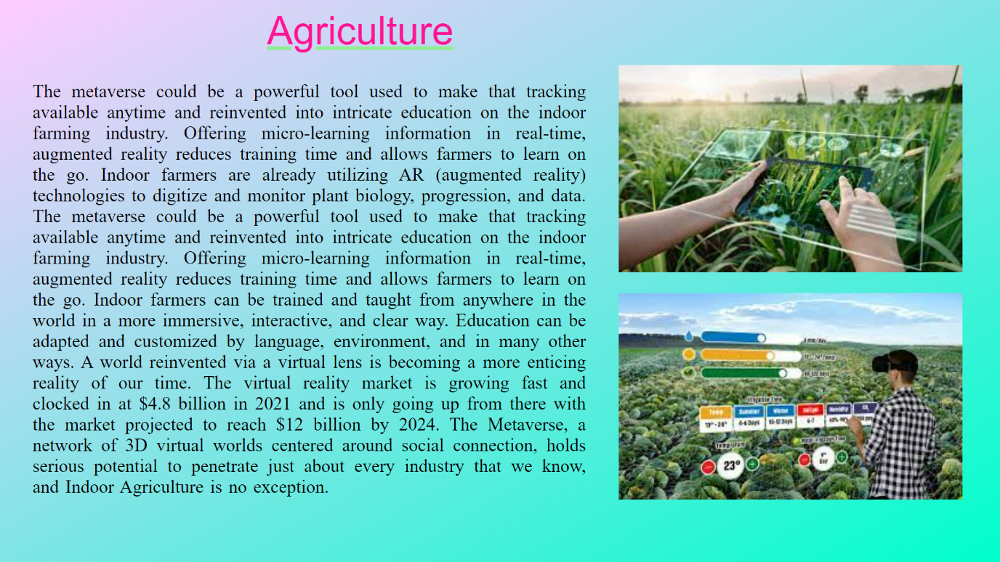 Agriculture
The metaverse could be a powerful tool used to make that tracking
available anytime and reinvented into intricate education on the indoor
farming industry. Offering micro-learning information in real-time,
augmented reality reduces training time and allows farmers to learn on
the go. Indoor farmers are already utilizing AR (augmented reality)
technologies to digitize and monitor plant biology, progression, and data.
The metaverse could be a powerful tool used to make that tracking
available anytime and reinvented into intricate education on the indoor
farming industry. Offering micro-learning information in real-time,
augmented reality reduces training time and allows farmers to learn on
the go. Indoor farmers can be trained and taught from anywhere in the
world in a more immersive, interactive, and clear way. Education can be
adapted and customized by language, environment, and in many other
ways. A world reinvented via a virtual lens is becoming a more enticing
reality of our time. The virtual reality market is growing fast and
clocked in at $4.8 billion in 2021 and is only going up from there with
the market projected to reach $12 billion by 2024. The Metaverse, a
network of 3D virtual worlds centered around social connection, holds
serious potential to penetrate just about every industry that we know,
and Indoor Agriculture is no exception.
Irrigation Time
Temp Summer Winter Humidity
13° - 24° 4-6 Days 10-12 Days 6-7
Temperature
23°
Day